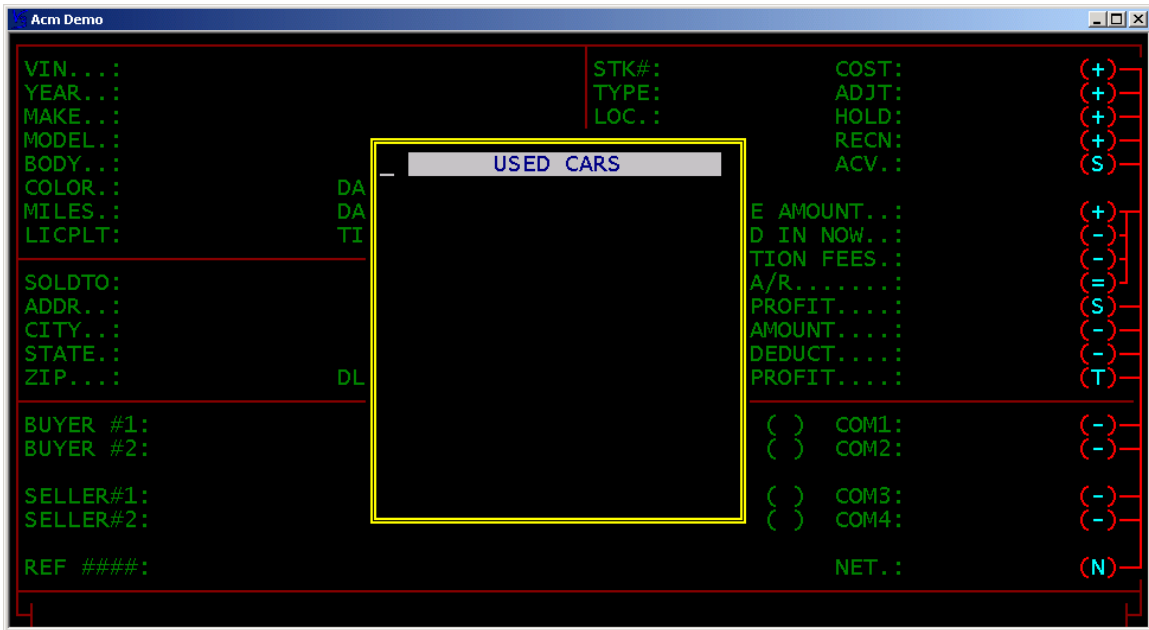 Acm Demo
VIN...: STK#: COST: (+)
YEAR..: TYPE: ADJT: (+)
MAKE..: LOC.: HOLD: (+)
MODEL.: RECN: (+)
BODY..: USED CARS ACV.: (S)
COLOR.: DA
MILES.: DA E AMOUNT..: (+)
LICPLT: TI D IN NOW..: (-)
TION FEES.: (-)
SOLDTO: A/R.......: (=)
ADDR..: PROFIT....: (S)
CITY..: AMOUNT....: (-)
STATE.: DEDUCT....: (-)
ZIP...: DL PROFIT....: (T)
BUYER #1: ( ) COM1: (-)
BUYER #2: ( ) COM2: (-)
SELLER#1: ( ) COM3: (-)
SELLER#2: ( ) COM4: (-)
REF ####: NET.: (N)